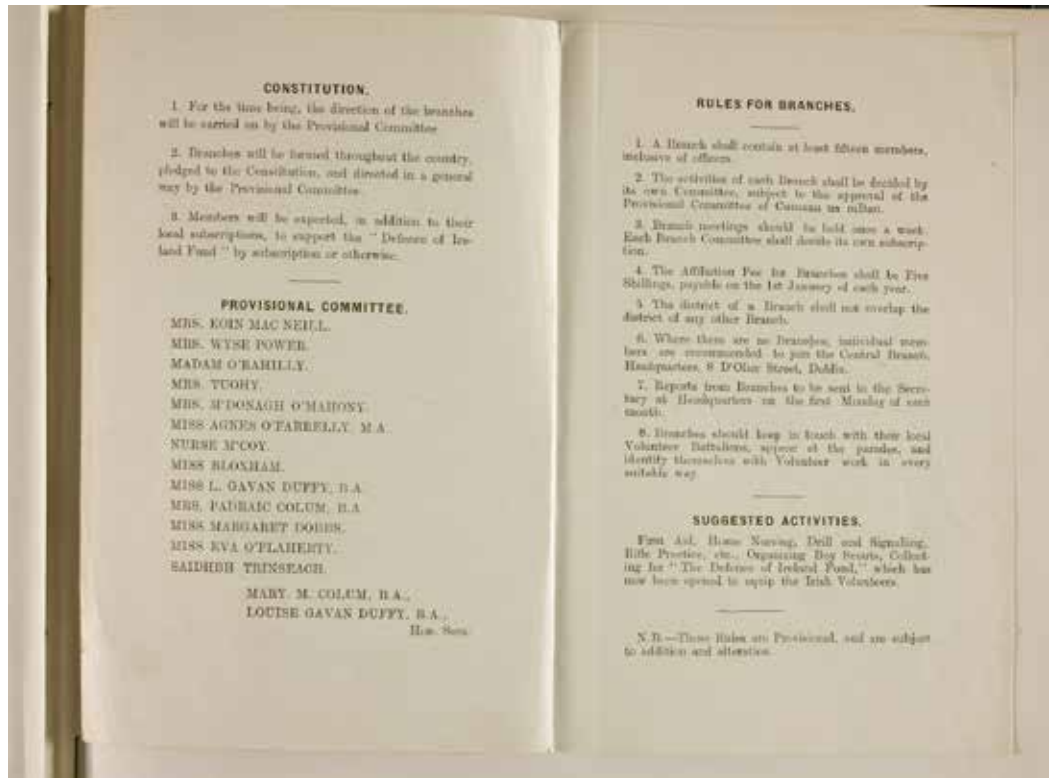 CONSTITUTION.
1. For the time being, the direction of the branches
will be carried on by the Provisional Committee
2. Branches will be formed throughout the country,
pledged to the Constitution, and directed in a general
way by the Provisional Committee
3. Members will be expected, in addition to their
local subscriptions, to support the "Defence of Ire-
land Fund" by subscription or otherwise.
PROVISIONAL COMMITTEE.
MRS. EOIN MAC NEILL.
MRS. WYSE POWER.
MADAM O'RAHILLY.
MRS. TUOHY.
MRS. M'DONAGH O'MAHONY.
MISS AGNES O'FARRELLY, M.A.
NURSE M'COY.
MISS BLOXHAM.
MISS L. GAVAN DUFFY, B.A.
MRS. PADRAIC COLUM, B.A.
MISS MARGARET DOBBS.
MISS EVA O'FLAHERTY.
SAIDHBH TRINSEACH.
MARY. M. COLUM, B.A.,
LOUISE GAVAN DUFFY, B.A.,
Hon. Secs.
RULES FOR BRANCHES.
1. A Branch shall contain at least fifteen members,
inclusive of officers.
2. The activities of each Branch shall be decided by
its own Committee, subject to the approval of the
Provisional Committee of Cumann na mBan.
3. Branch meetings should be held once a week.
Each Branch Committee shall decide its own subscrip-
tion.
4. The Affiliation Fee for Branches shall be Five
Shillings, payable on the 1st January of each year.
5. The district of a Branch shall not overlap the
district of any other Branch.
6. Where there are no Branches, individual mem-
bers are recommended to join the Central Branch,
Headquarters, 8 D'Olier Street, Dublin.
7. Reports from Branches to be sent to the Secre-
tary at Headquarters on the first Monday of each
month.
8. Branches should keep in touch with their local
Volunteer Battalions, appear at the parades, and
identify themselves with Volunteer work in every
suitable way.
SUGGESTED ACTIVITIES.
First Aid, Home Nursing, Drill and Signalling,
Rifle Practice, etc., Organizing Boy Scouts, Collect-
ing for "The Defence of Ireland Fund," which has
now been opened to equip the Irish Volunteers.
N.B.—These Rules are Provisional, and are subject
to addition and alteration.